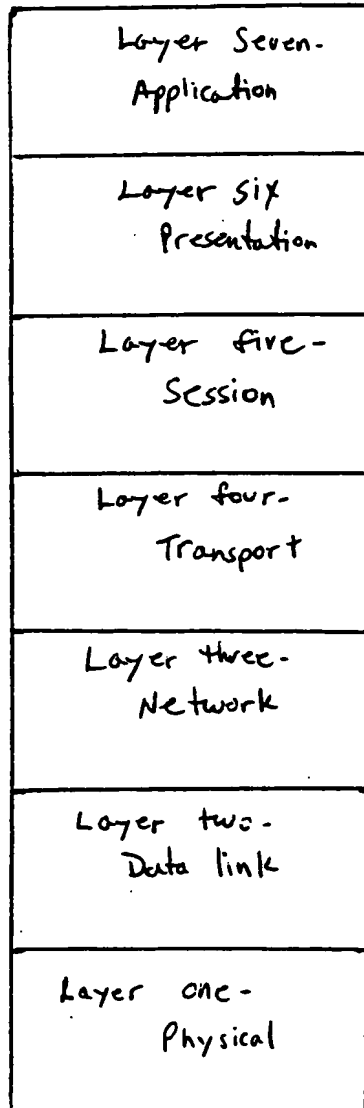 Layer Seven-
Application
Layer six
Presentation
Layer five-
Session
Layer four-
Transport
Layer three-
Network
Layer two-
Data link
Layer one-
Physical